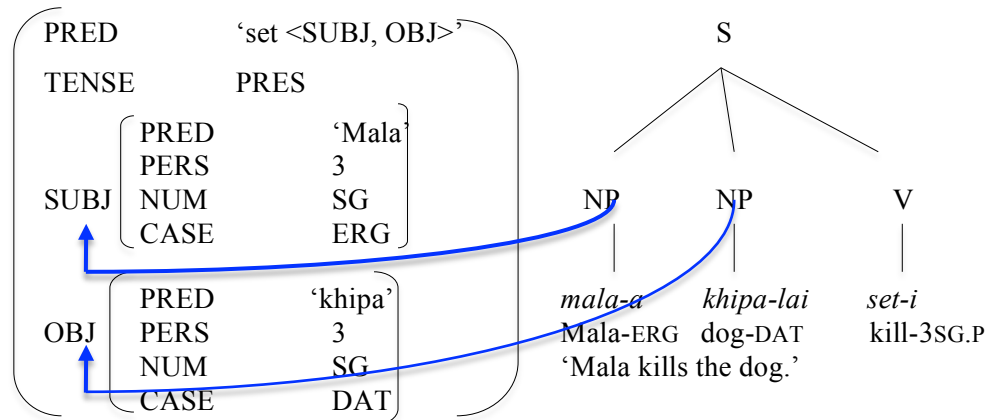 PRED ‘set <SUBJ, OBJ>’
TENSE PRES
SUBJ
PRED ‘Mala’
PERS 3
NUM SG
CASE ERG
OBJ
PRED ‘khipa’
PERS 3
NUM SG
CASE DAT
S
NP NP V
mala-a khipa-lai set-i
Mala-ERG dog-DAT kill-3SG.P
‘Mala kills the dog.’